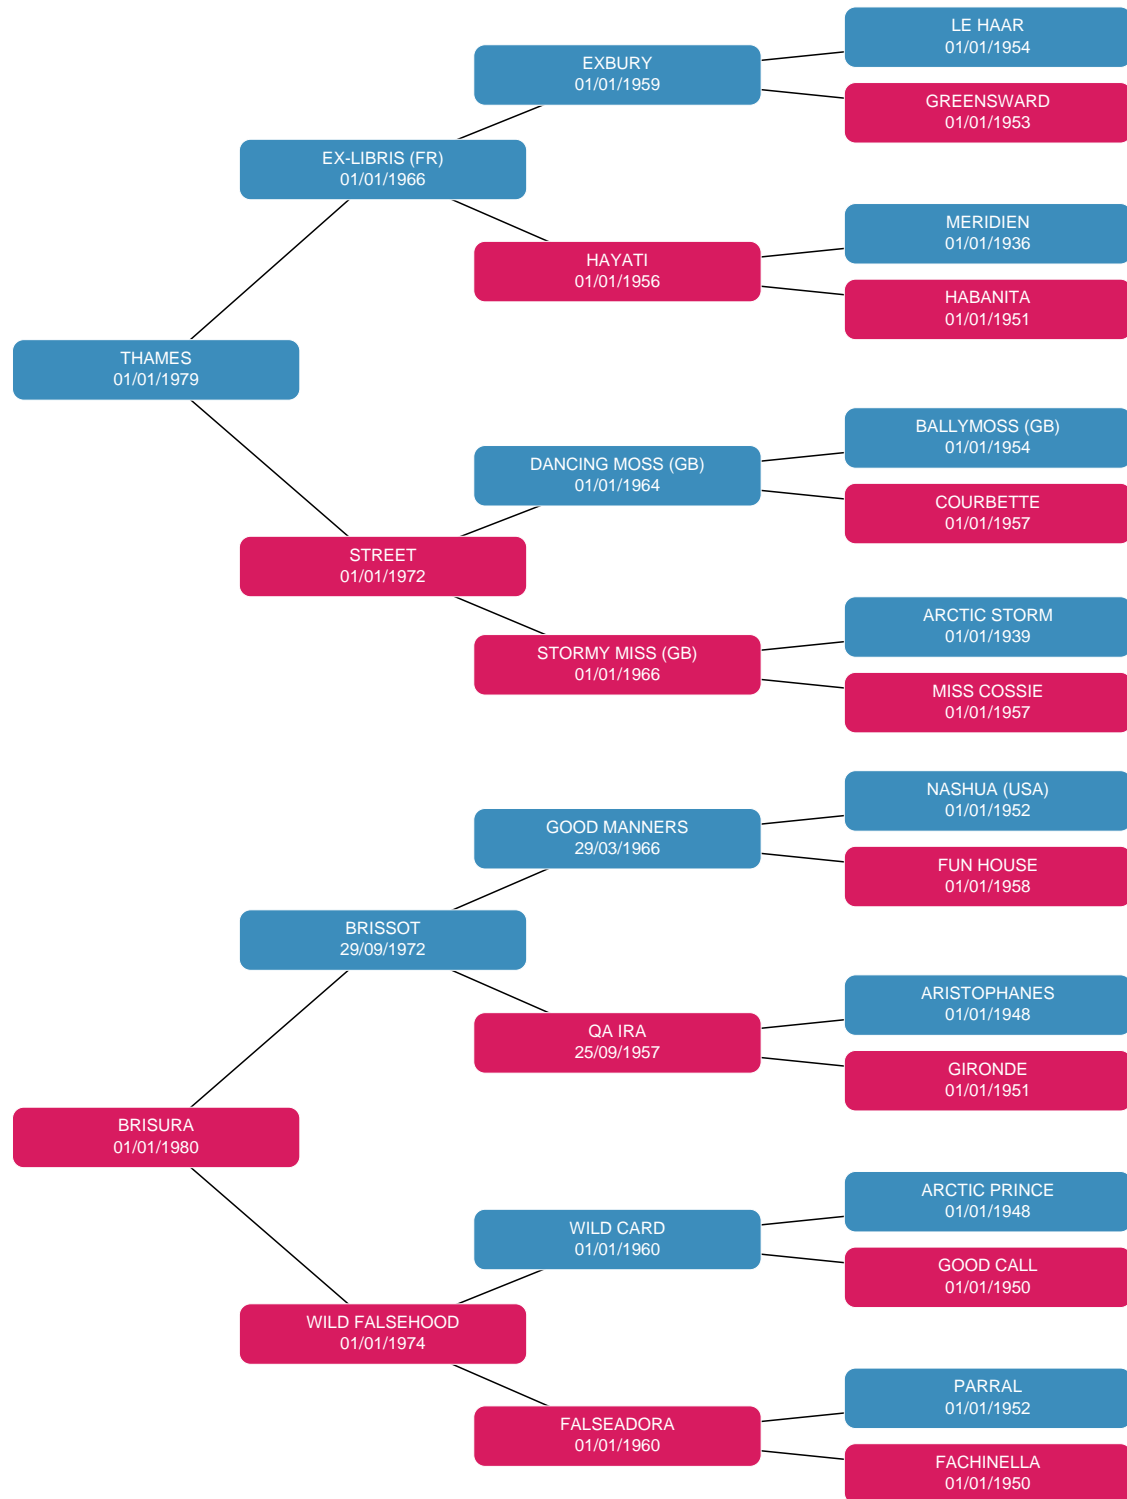 LE HAAR
01/01/1954
EXBURY
01/01/1959
GREENSWARD
01/01/1953
EX-LIBRIS (FR)
01/01/1966
MERIDIEN
01/01/1936
HAYATI
01/01/1956
HABANITA
01/01/1951
THAMES
01/01/1979
BALLYMOSS (GB)
01/01/1954
DANCING MOSS (GB)
01/01/1964
COURBETTE
01/01/1957
STREET
01/01/1972
ARCTIC STORM
01/01/1939
STORMY MISS (GB)
01/01/1966
MISS COSSIE
01/01/1957
NASHUA (USA)
01/01/1952
GOOD MANNERS
29/03/1966
FUN HOUSE
01/01/1958
BRISSOT
29/09/1972
ARISTOPHANES
01/01/1948
QA IRA
25/09/1957
GIRONDE
01/01/1951
BRISURA
01/01/1980
ARCTIC PRINCE
01/01/1948
WILD CARD
01/01/1960
GOOD CALL
01/01/1950
WILD FALSEHOOD
01/01/1974
PARRAL
01/01/1952
FALSEADORA
01/01/1960
FACHINELLA
01/01/1950